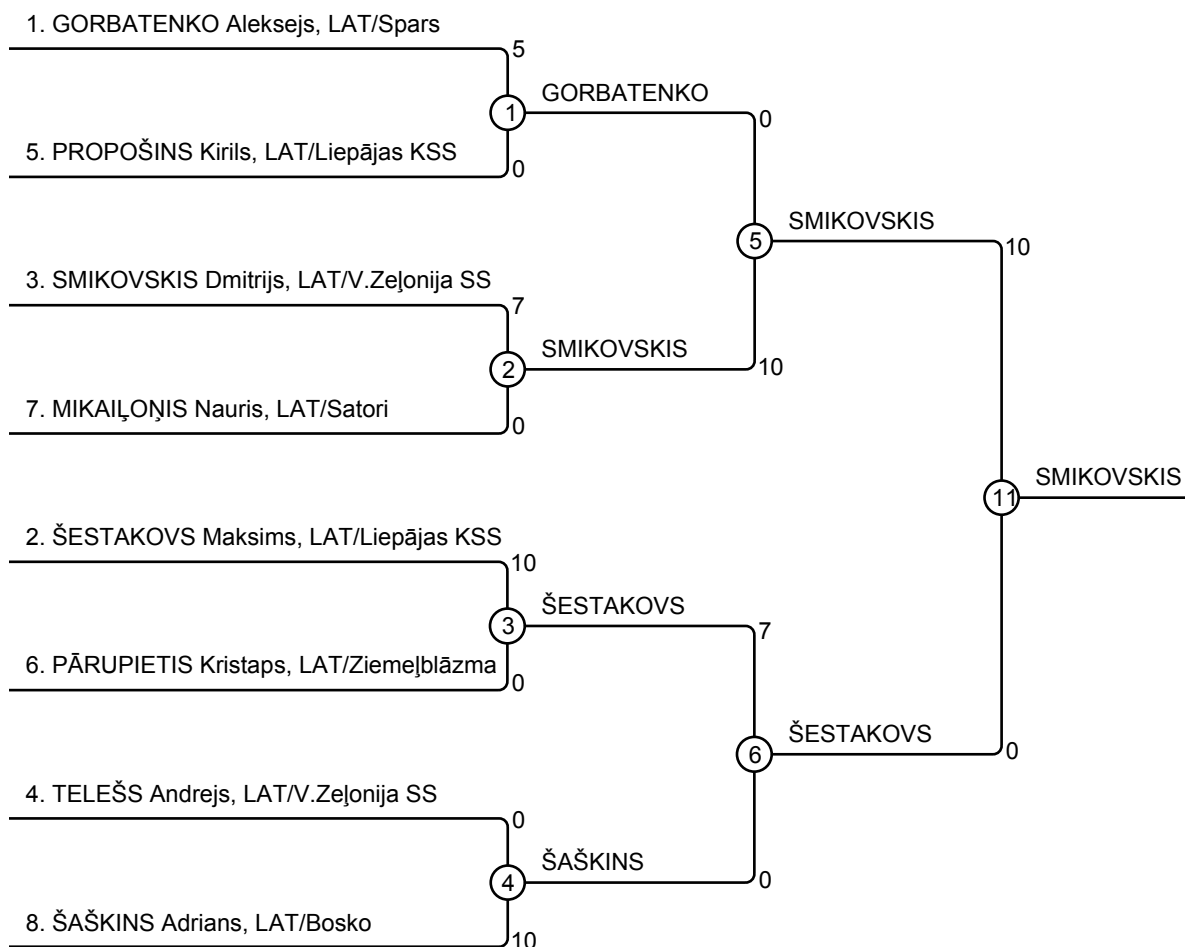 1. GORBATENKO Aleksejs, LAT/Spars
5
1
GORBATENKO
0
5. PROPOŠINS Kirils, LAT/Liepājas KSS
0
5
SMIKOVSKIS
10
3. SMIKOVSKIS Dmitrijs, LAT/V.Zeļonija SS
7
2
SMIKOVSKIS
10
7. MIKAIĻOŅIS Nauris, LAT/Satori
0
11
SMIKOVSKIS
2. ŠESTAKOVS Maksims, LAT/Liepājas KSS
10
3
ŠESTAKOVS
7
6. PĀRUPIETIS Kristaps, LAT/Ziemeļblāzma
0
6
ŠESTAKOVS
0
4. TELEŠS Andrejs, LAT/V.Zeļonija SS
0
4
ŠAŠKINS
0
8. ŠAŠKINS Adrians, LAT/Bosko
10